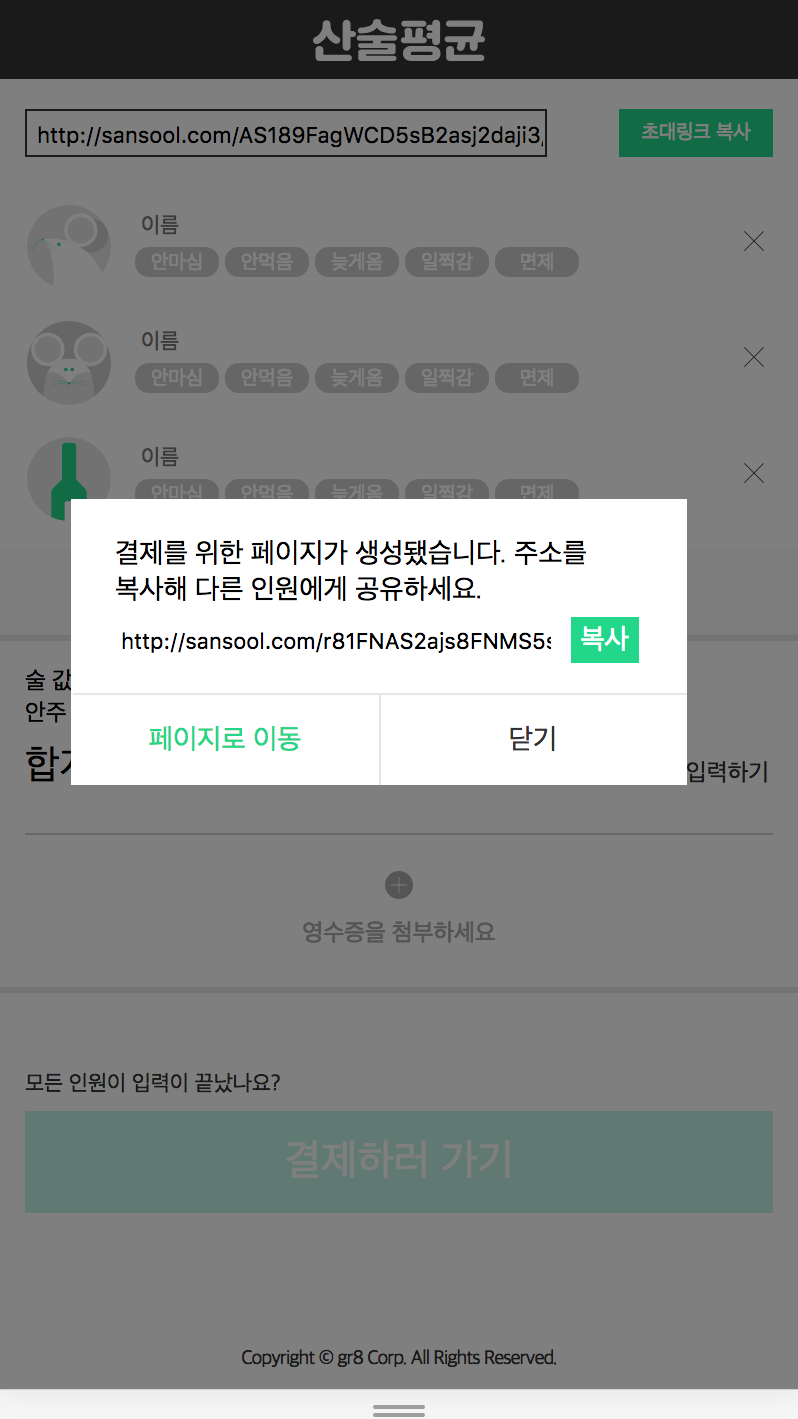 산술평균
http://sansool.com/AS189FagWCD5sB2asj2daji3
초대링크 복사
이름
안마심 안먹음 늦게옴 일찍감 면제
이름
안마심 안먹음 늦게옴 일찍감 면제
이름
안마심 안먹음 늦게옴 일찍감 면제
결제를 위한 페이지가 생성됐습니다. 주소를
복사해 다른 인원에게 공유하세요.
http://sansool.com/r81FNAS2ajs8FNMS5s
복사
페이지로 이동
닫기
술 값
안주
입력하기
영수증을 첨부하세요
모든 인원이 입력이 끝났나요?
결제하러 가기
Copyright © gr8 Corp. All Rights Reserved.